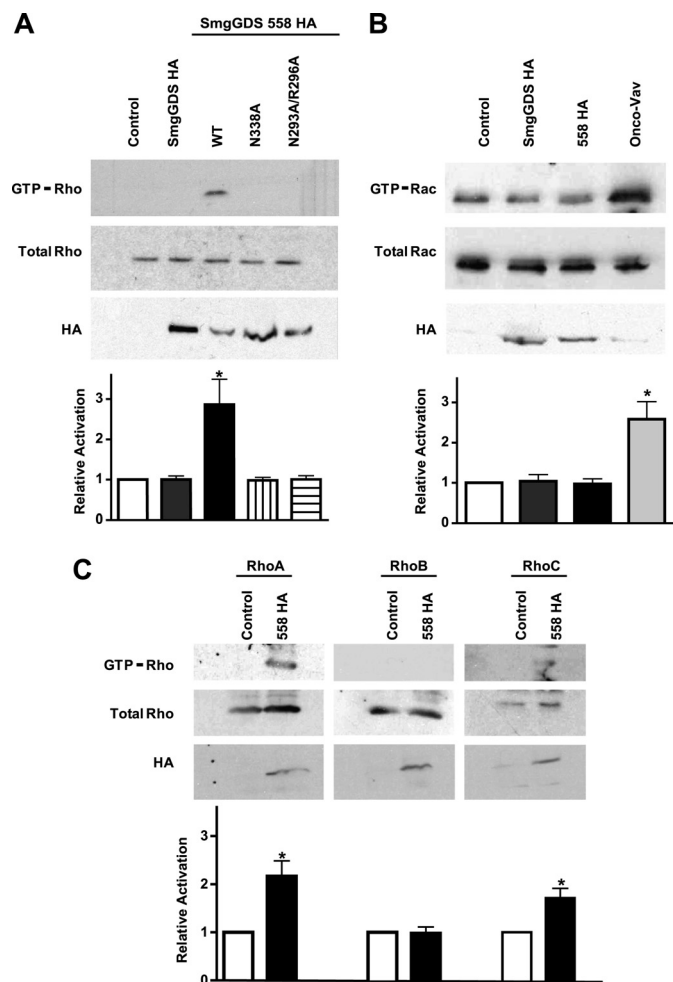 A
SmgGDS 558 HA
Control
SmgGDS HA
WT
N338A
N293A/R296A
GTP-Rho
Total Rho
HA
Relative Activation
3
2
1
0
*
B
Control
SmgGDS HA
558 HA
Onco-Vav
GTP-Rac
Total Rac
HA
Relative Activation
3
2
1
0
*
C
RhoA
RhoB
RhoC
Control
558 HA
Control
558 HA
Control
558 HA
GTP-Rho
Total Rho
HA
Relative Activation
3
2
1
0
*
*